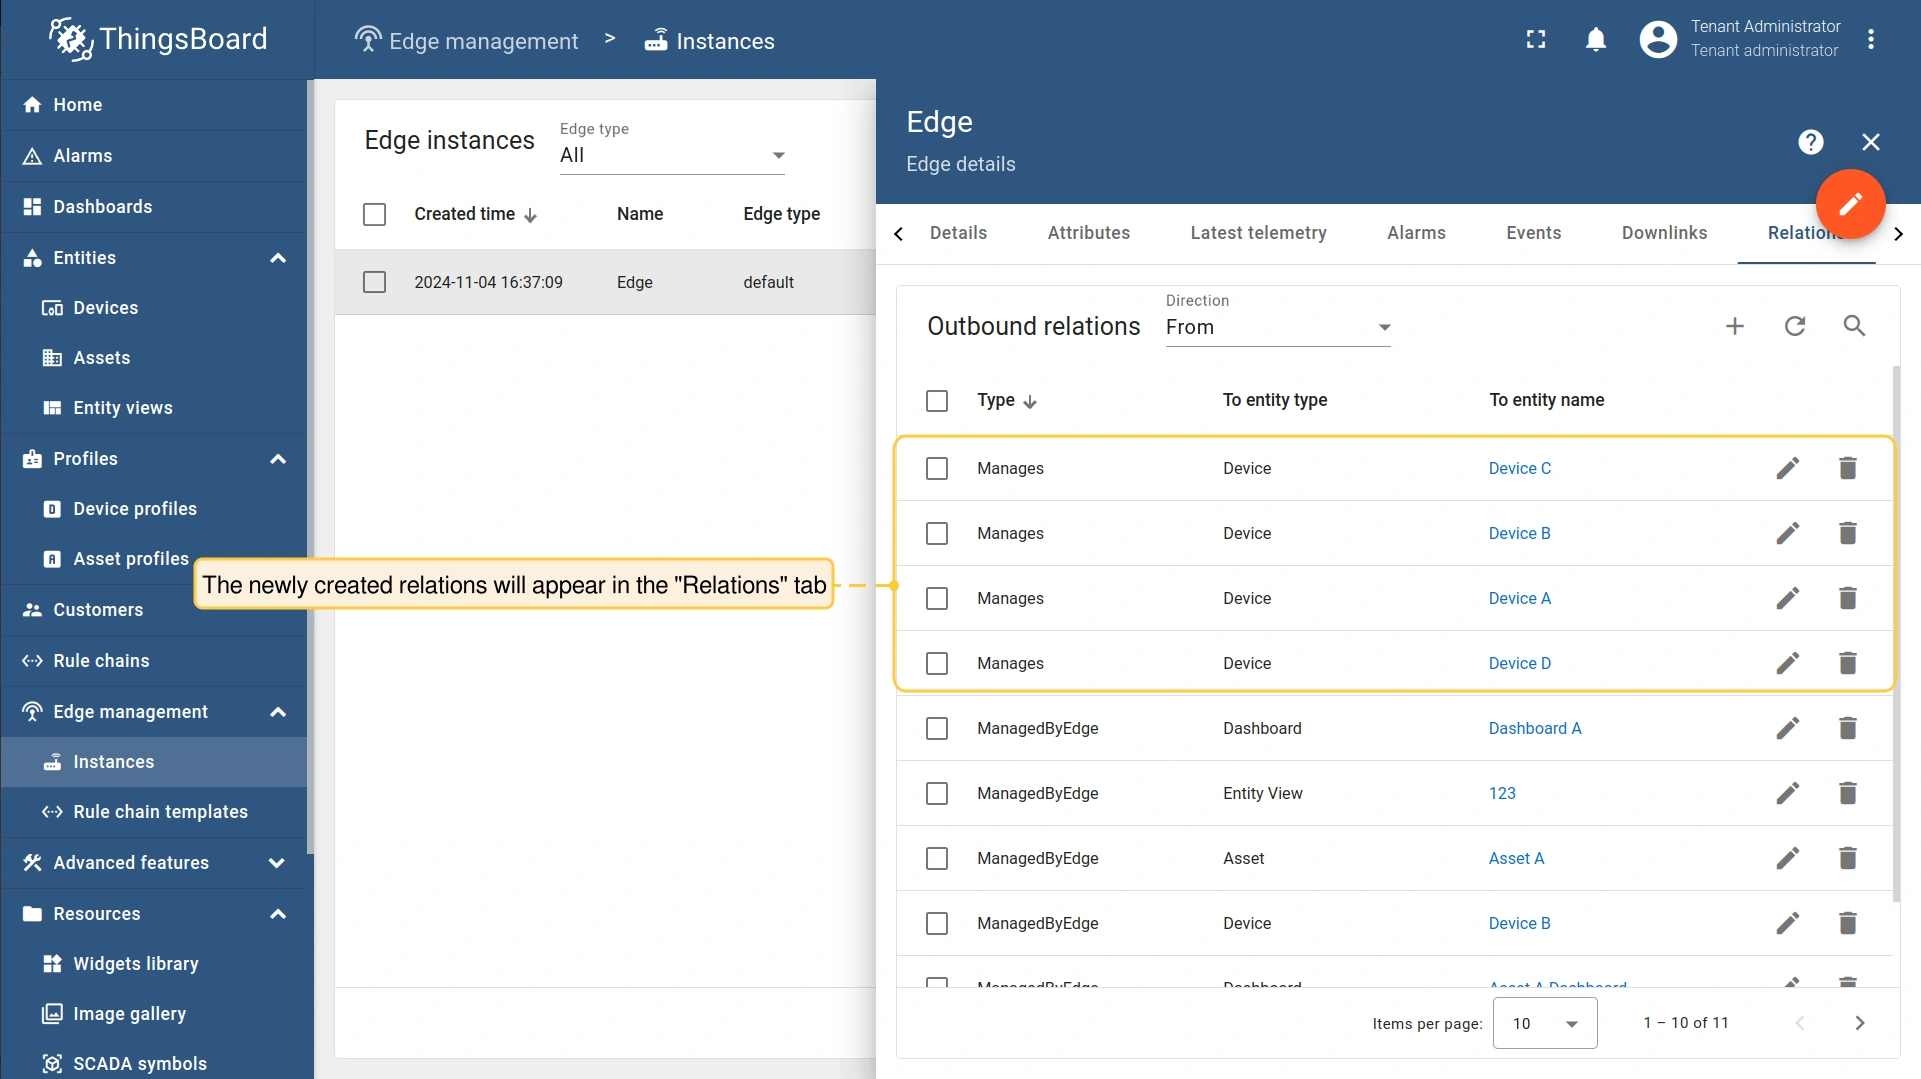 ThingsBoard
Edge management > Instances
Tenant Administrator
Tenant administrator
Home
Alarms
Dashboards
Entities
Devices
Assets
Entity views
Profiles
Device profiles
Asset profiles
Customers
Rule chains
Edge management
Instances
Rule chain templates
Advanced features
Resources
Widgets library
Image gallery
SCADA symbols
Edge instances
Edge type
All
Created time Name Edge type
2024-11-04 16:37:09 Edge default
The newly created relations will appear in the "Relations" tab
Edge
Edge details
Details Attributes Latest telemetry Alarms Events Downlinks Relations
Outbound relations
Direction
From
Type To entity type To entity name
Manages Device Device C
Manages Device Device B
Manages Device Device A
Manages Device Device D
ManagedByEdge Dashboard Dashboard A
ManagedByEdge Entity View 123
ManagedByEdge Asset Asset A
ManagedByEdge Device Device B
ManagedByEdge Dashboard Asset A Dashboard
Items per page: 10 1 – 10 of 11